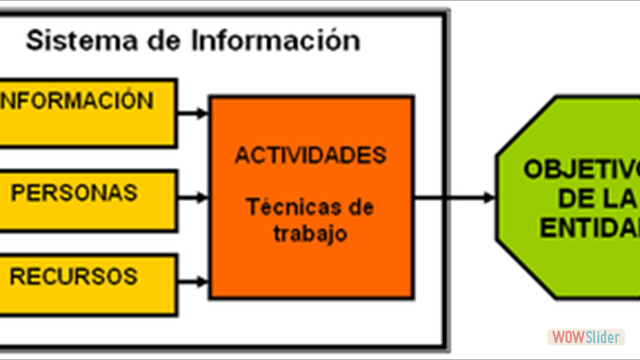 Sistema de Información
NFORMACIÓN
PERSONAS
RECURSOS
ACTIVIDADES
Técnicas de
trabajo
OBJETIVO
DE LA
ENTIDA
WOWSlider